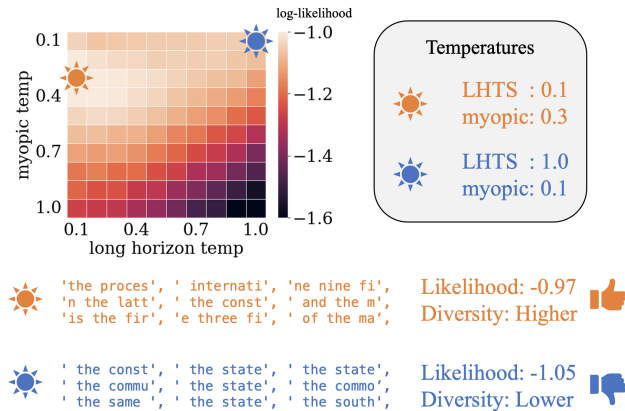 log-likelihood
0.1
0.4
0.7
1.0
myopic temp
0.1 0.4 0.7 1.0
long horizon temp
−1.0
−1.2
−1.4
−1.6
Temperatures
LHTS : 0.1
myopic: 0.3
LHTS : 1.0
myopic: 0.1
'the proces', ' internati', 'ne nine fi',
'n the latt', ' the const', ' and the m',
'is the fir', 'e three fi', ' of the ma',
Likelihood: -0.97
Diversity: Higher
' the const', ' the state', ' the state',
' the commu', ' the state', ' the commo',
' the same ', ' the state', ' the south',
Likelihood: -1.05
Diversity: Lower